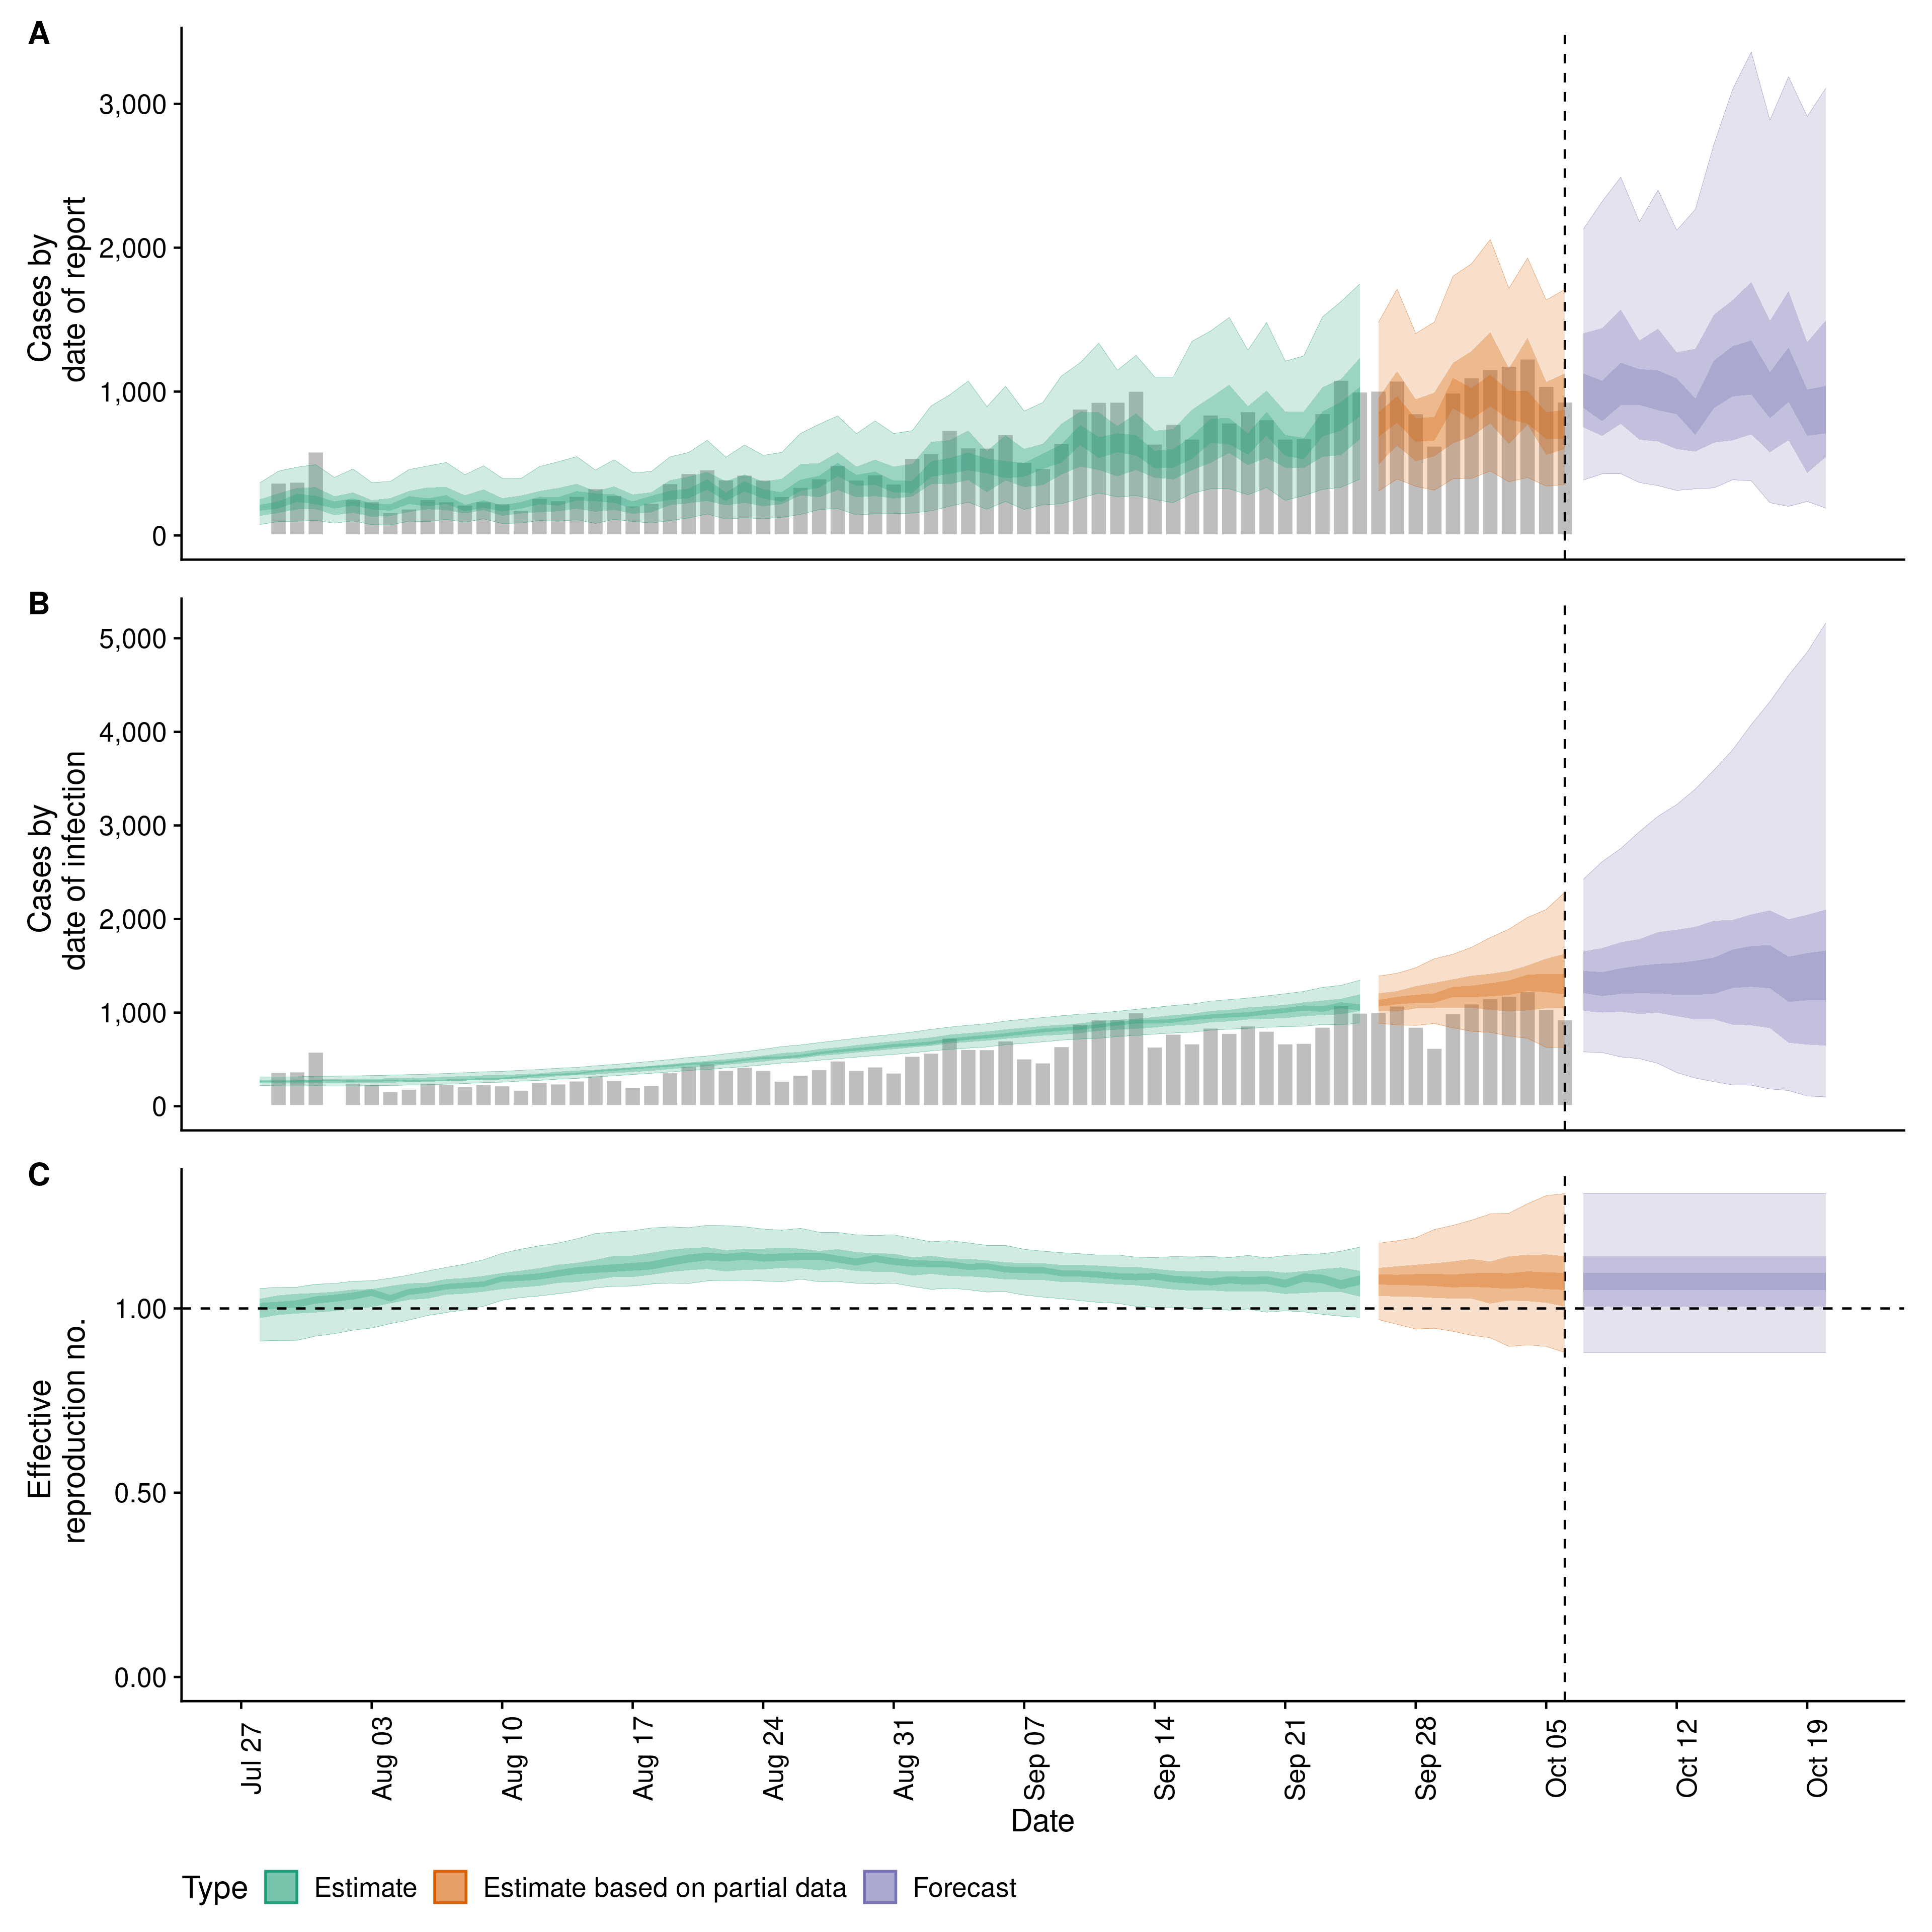 A
3,000
2,000
1,000
0
Cases by
date of report
B
5,000
4,000
3,000
2,000
1,000
0
Cases by
date of infection
C
1.00
0.50
0.00
Effective
reproduction no.
Jul 27
Aug 03
Aug 10
Aug 17
Aug 24
Aug 31
Sep 07
Sep 14
Sep 21
Sep 28
Oct 05
Oct 12
Oct 19
Date
Type Estimate Estimate based on partial data Forecast